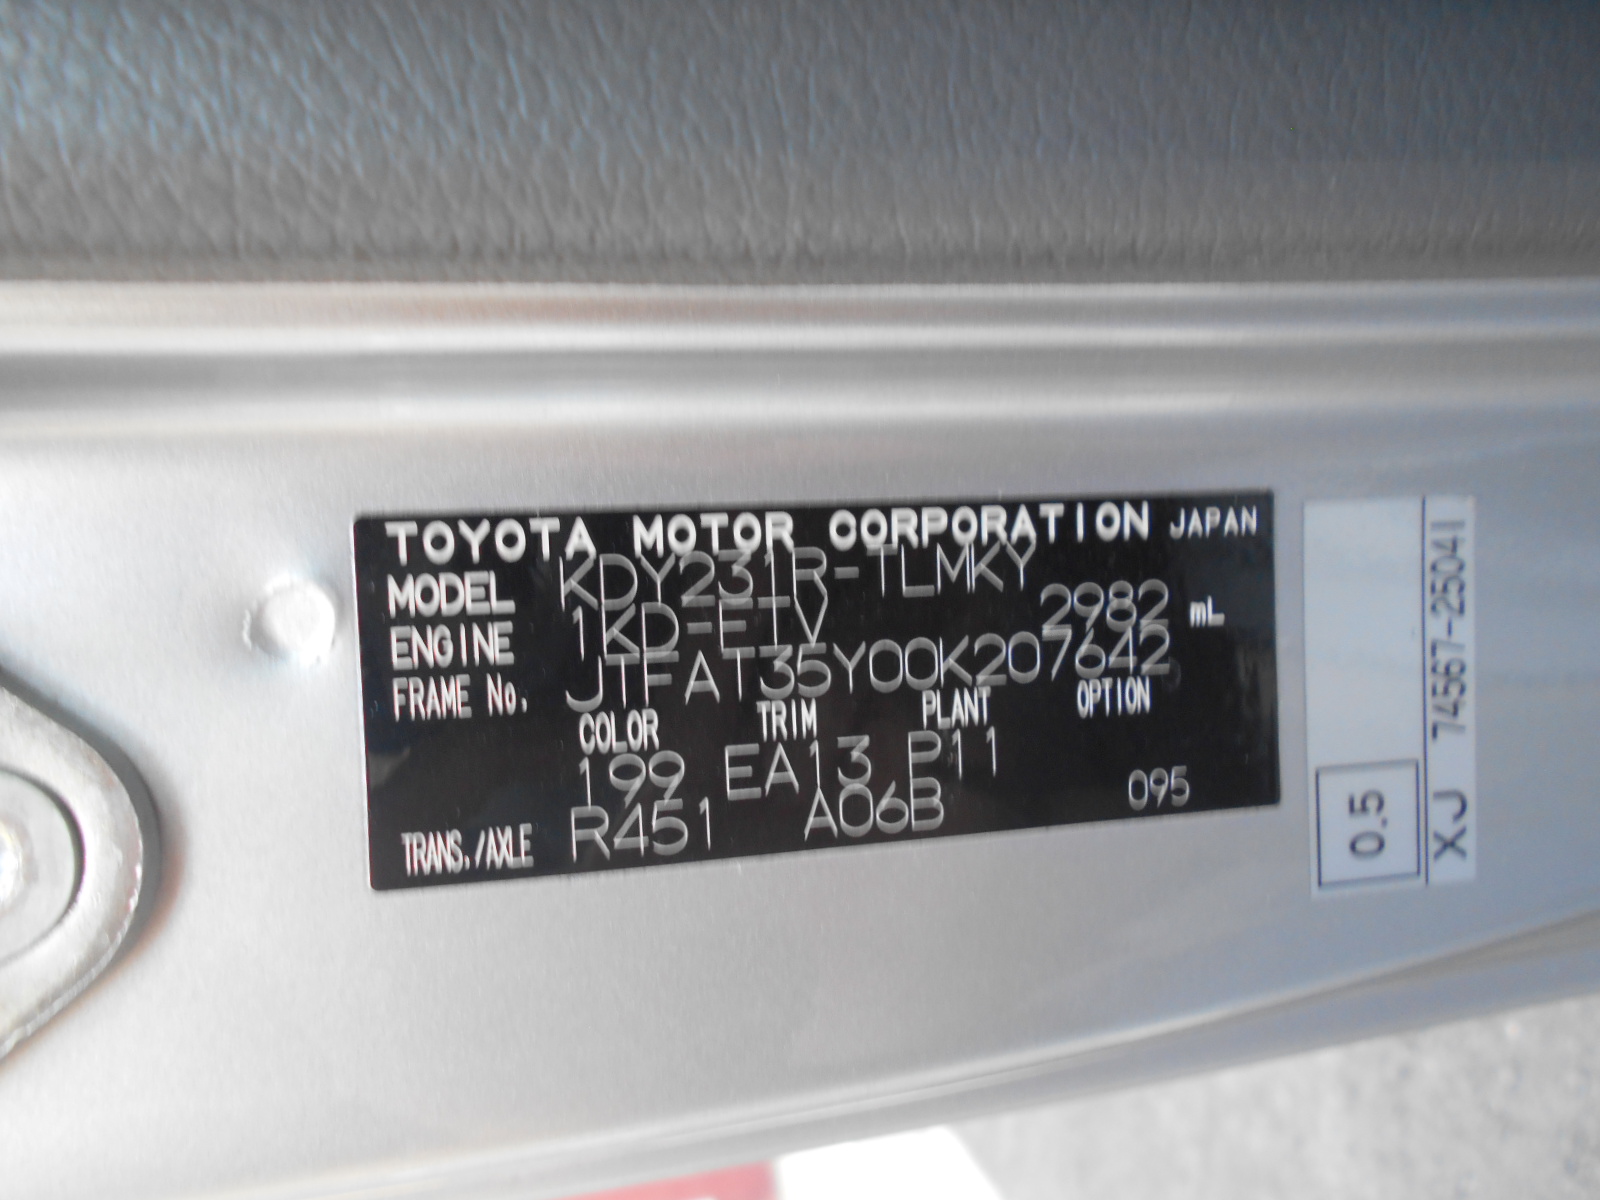 TOYOTA MOTOR CORPORATION JAPAN
MODEL KDY231R-TLMKY
ENGINE 1KD-FTV 2982 mL
FRAME No. JTFAT35Y00K207642
COLOR TRIM PLANT OPTION
199 EA13 P11
TRANS./AXLE R451 A06B 095
0.5
XJ 74567-25041